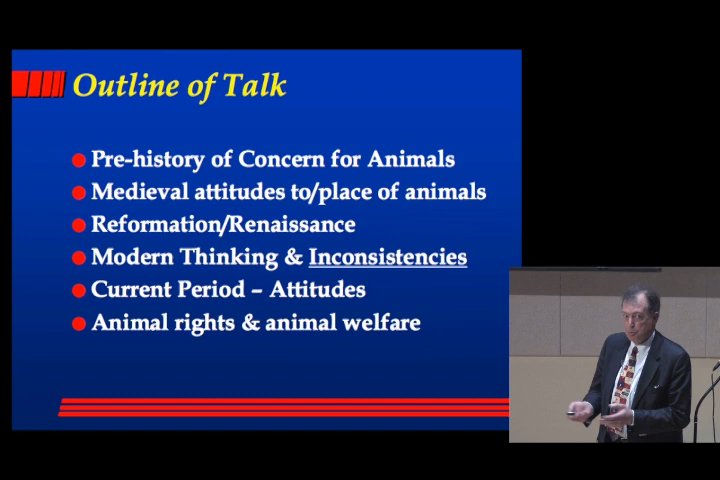 Outline of Talk
Pre-history of Concern for Animals
Medieval attitudes to/place of animals
Reformation/Renaissance
Modern Thinking & Inconsistencies
Current Period – Attitudes
Animal rights & animal welfare